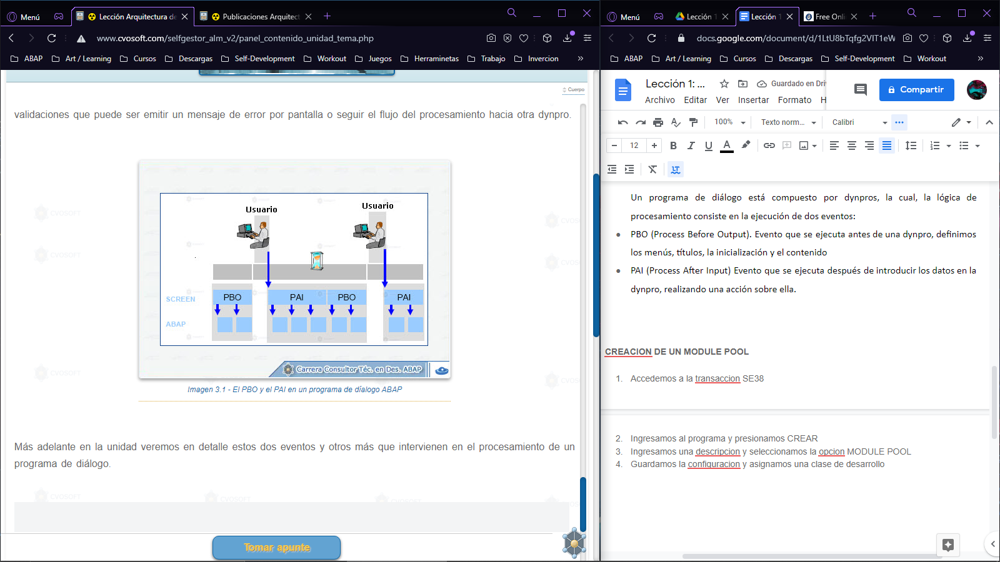 Menú
Lección Arquitectura de
Publicaciones Arquitect
www.cvosoft.com/selfgestor_alm_v2/panel_contenido_unidad_tema.php
ABAP
Art / Learning
Cursos
Descargas
Self-Development
Workout
Juegos
Herraminetas
Trabajo
Invercion
Cuerpo
validaciones que puede ser emitir un mensaje de error por pantalla o seguir el flujo del procesamiento hacia otra dynpro.
Usuario
Usuario
SCREEN
PBO
PAI
PBO
PAI
ABAP
Carrera Consultor Téc. en Des. ABAP
Imagen 3.1 - El PBO y el PAI en un programa de díalogo ABAP
Más adelante en la unidad veremos en detalle estos dos eventos y otros más que intervienen en el procesamiento de un
programa de diálogo.
CVOSOFT
Tomar apunte
Menú
Lección 1
Lección 1
Free Onli
docs.google.com/document/d/1LtU8bTqfg2VIT1eW
ABAP
Art / Learning
Cursos
Descargas
Self-Development
Workout
Lección 1: ...
Guardado en Dri
Archivo
Editar
Ver
Insertar
Formato
H
Compartir
100%
Texto norm...
Calibri
12
Un programa de diálogo está compuesto por dynpros, la cual, la lógica de
procesamiento consiste en la ejecución de dos eventos:
● PBO (Process Before Output). Evento que se ejecuta antes de una dynpro, definimos
los menús, títulos, la inicialización y el contenido
● PAI (Process After Input) Evento que se ejecuta después de introducir los datos en la
dynpro, realizando una acción sobre ella.
CREACION DE UN MODULE POOL
1. Accedemos a la transaccion SE38
2. Ingresamos al programa y presionamos CREAR
3. Ingresamos una descripcion y seleccionamos la opcion MODULE POOL
4. Guardamos la configuracion y asignamos una clase de desarrollo